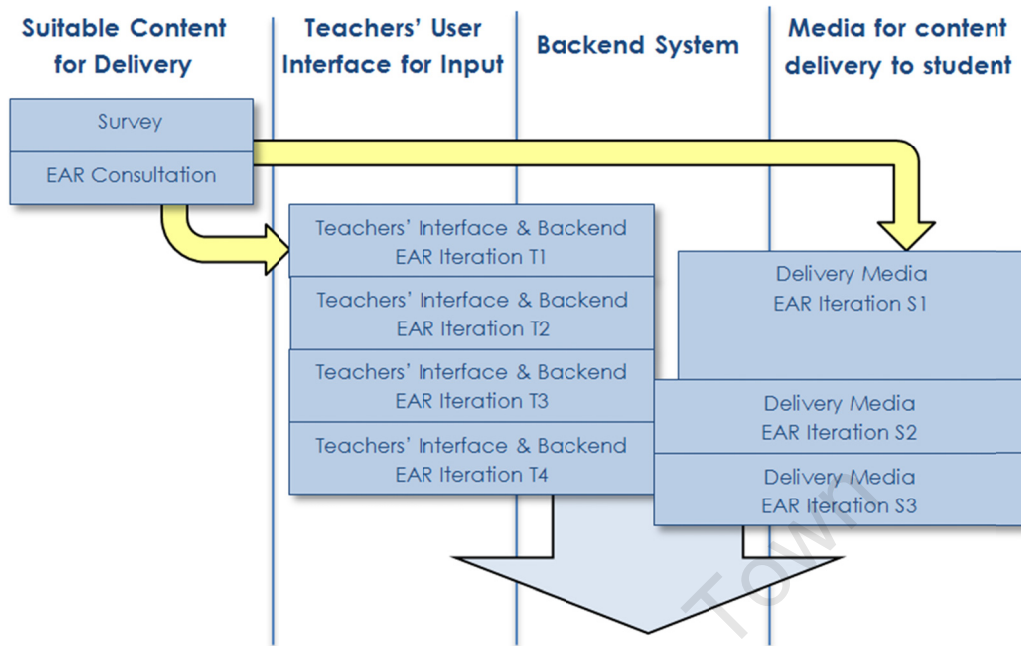 Suitable Content
for Delivery
Teachers' User
Interface for Input
Backend System
Media for content
delivery to student
Survey
EAR Consultation
Teachers' Interface & Backend
EAR Iteration T1
Teachers' Interface & Backend
EAR Iteration T2
Teachers' Interface & Backend
EAR Iteration T3
Teachers' Interface & Backend
EAR Iteration T4
Delivery Media
EAR Iteration S1
Delivery Media
EAR Iteration S2
Delivery Media
EAR Iteration S3
Town